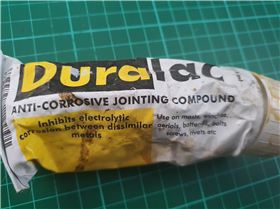 Duralac
ANTI-CORROSIVE JOINTING COMPOUND
Inhibits electrolytic
corrosion between dissimilar
metals
Use on masts, winches,
aerials, batteries, bolts
screws, rivets etc